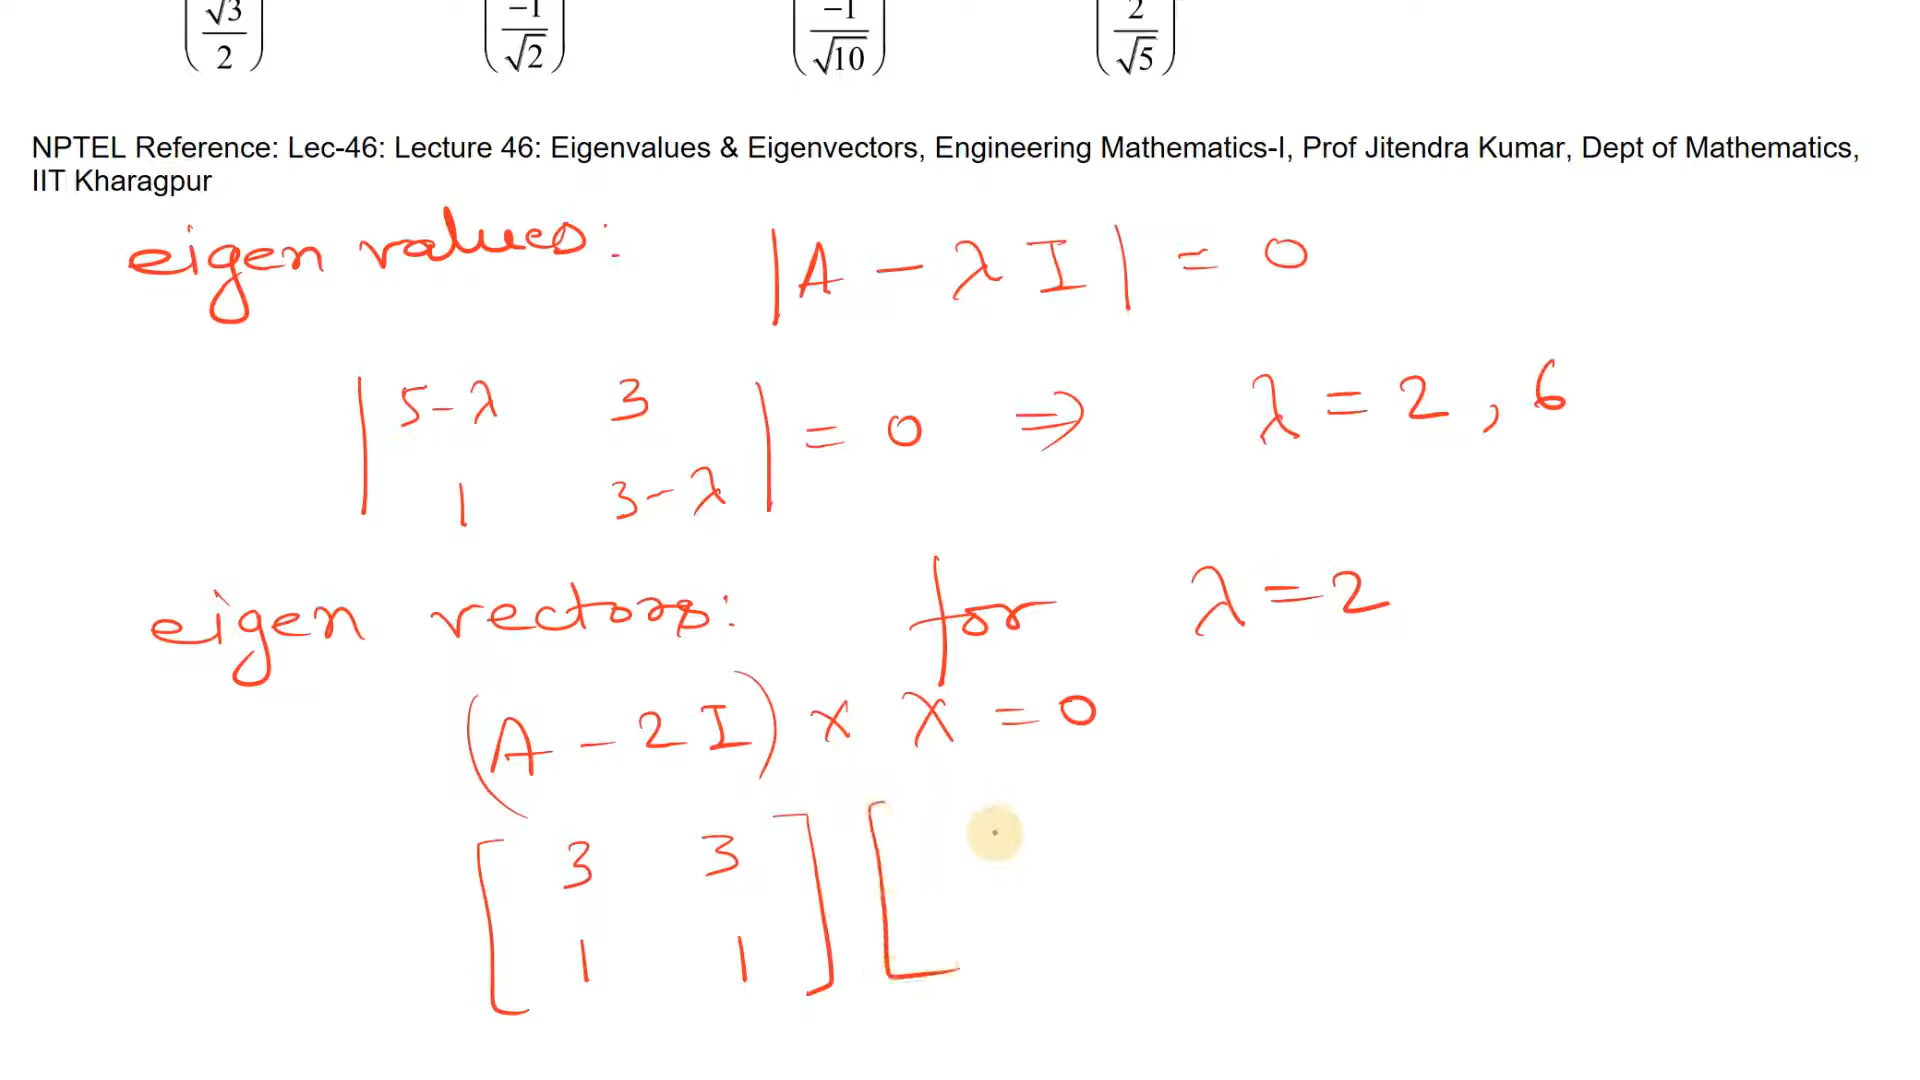 √3/2 -1/√2 -1/√10 2/√5
NPTEL Reference: Lec-46: Lecture 46: Eigenvalues & Eigenvectors, Engineering Mathematics-I, Prof Jitendra Kumar, Dept of Mathematics,
IIT Kharagpur
eigen values: |A - λI| = 0
|5-λ 3
1 3-λ| = 0 ⇒ λ = 2, 6
eigen vectors: for λ=2
(A - 2I) × X = 0
[3 3
1 1] [